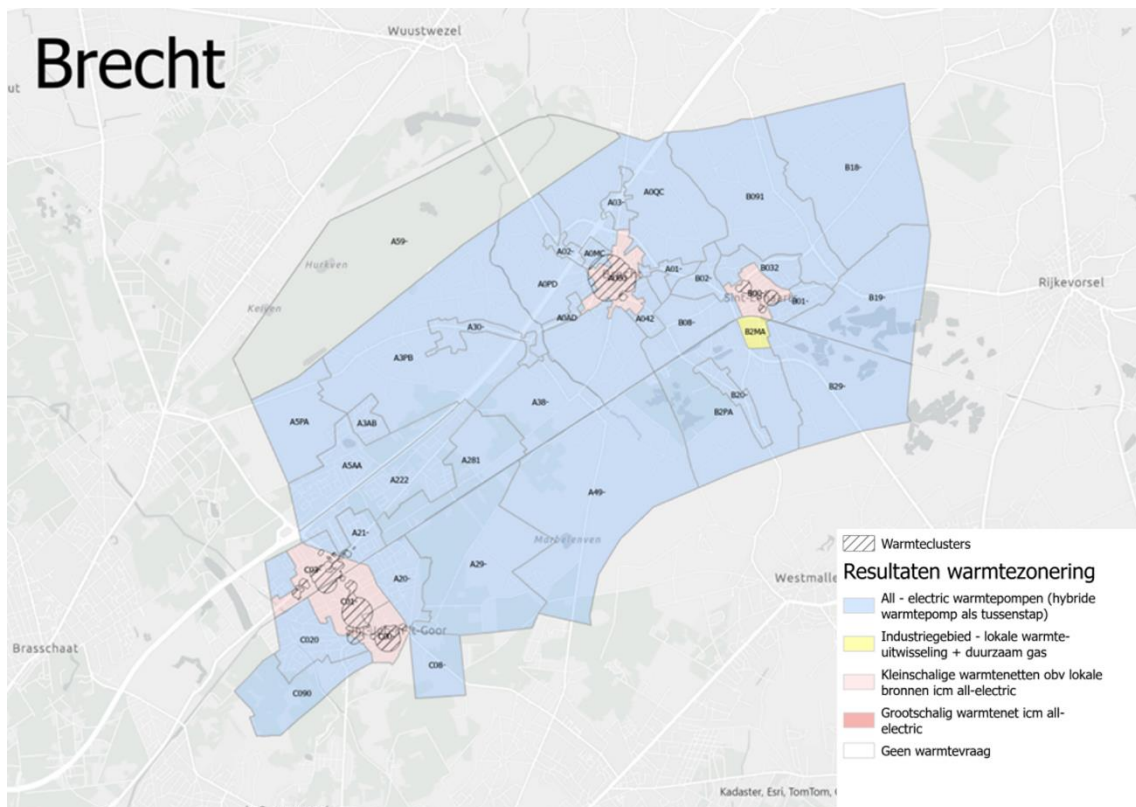 Brecht
Wuustwezel
B18-
A0QC
B091
A03-
A59-
Hurkven
A02-
A0MC
A01-
B02-
B032
Rijkevorsel
Kelven
A0PD
B01-
B19-
A0AD
A042
B08-
A30-
B2MA
A3PB
B20-
B29-
A38-
B2PA
A5PA
A3AB
A281
A5AA
A222
A49-
A21-
Marbelenven
A29-
A20-
Westmalle
Brasschaat
C020
C08-
C090
Warmteclusters
Resultaten warmtezonering
All - electric warmtepompen (hybride
warmtepomp als tussenstap)
Industriegebied - lokale warmte-
uitwisseling + duurzaam gas
Kleinschalige warmtenetten obv lokale
bronnen icm all-electric
Grootschalig warmtenet icm all-
electric
Geen warmtevraag
Kadaster, Esri, TomTom,